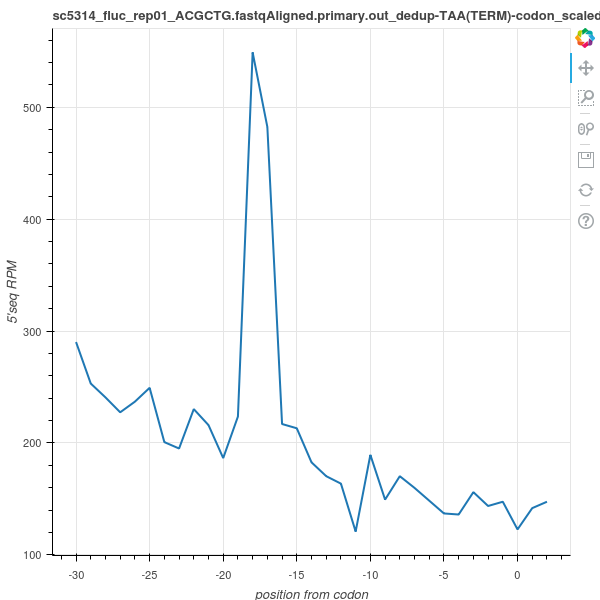 sc5314_fluc_rep01_ACGCTG.fastqAligned.primary.out_dedup-TAA(TERM)-codon_scaled
500
400
300
200
100
5'seq RPM
-30 -25 -20 -15 -10 -5 0
position from codon